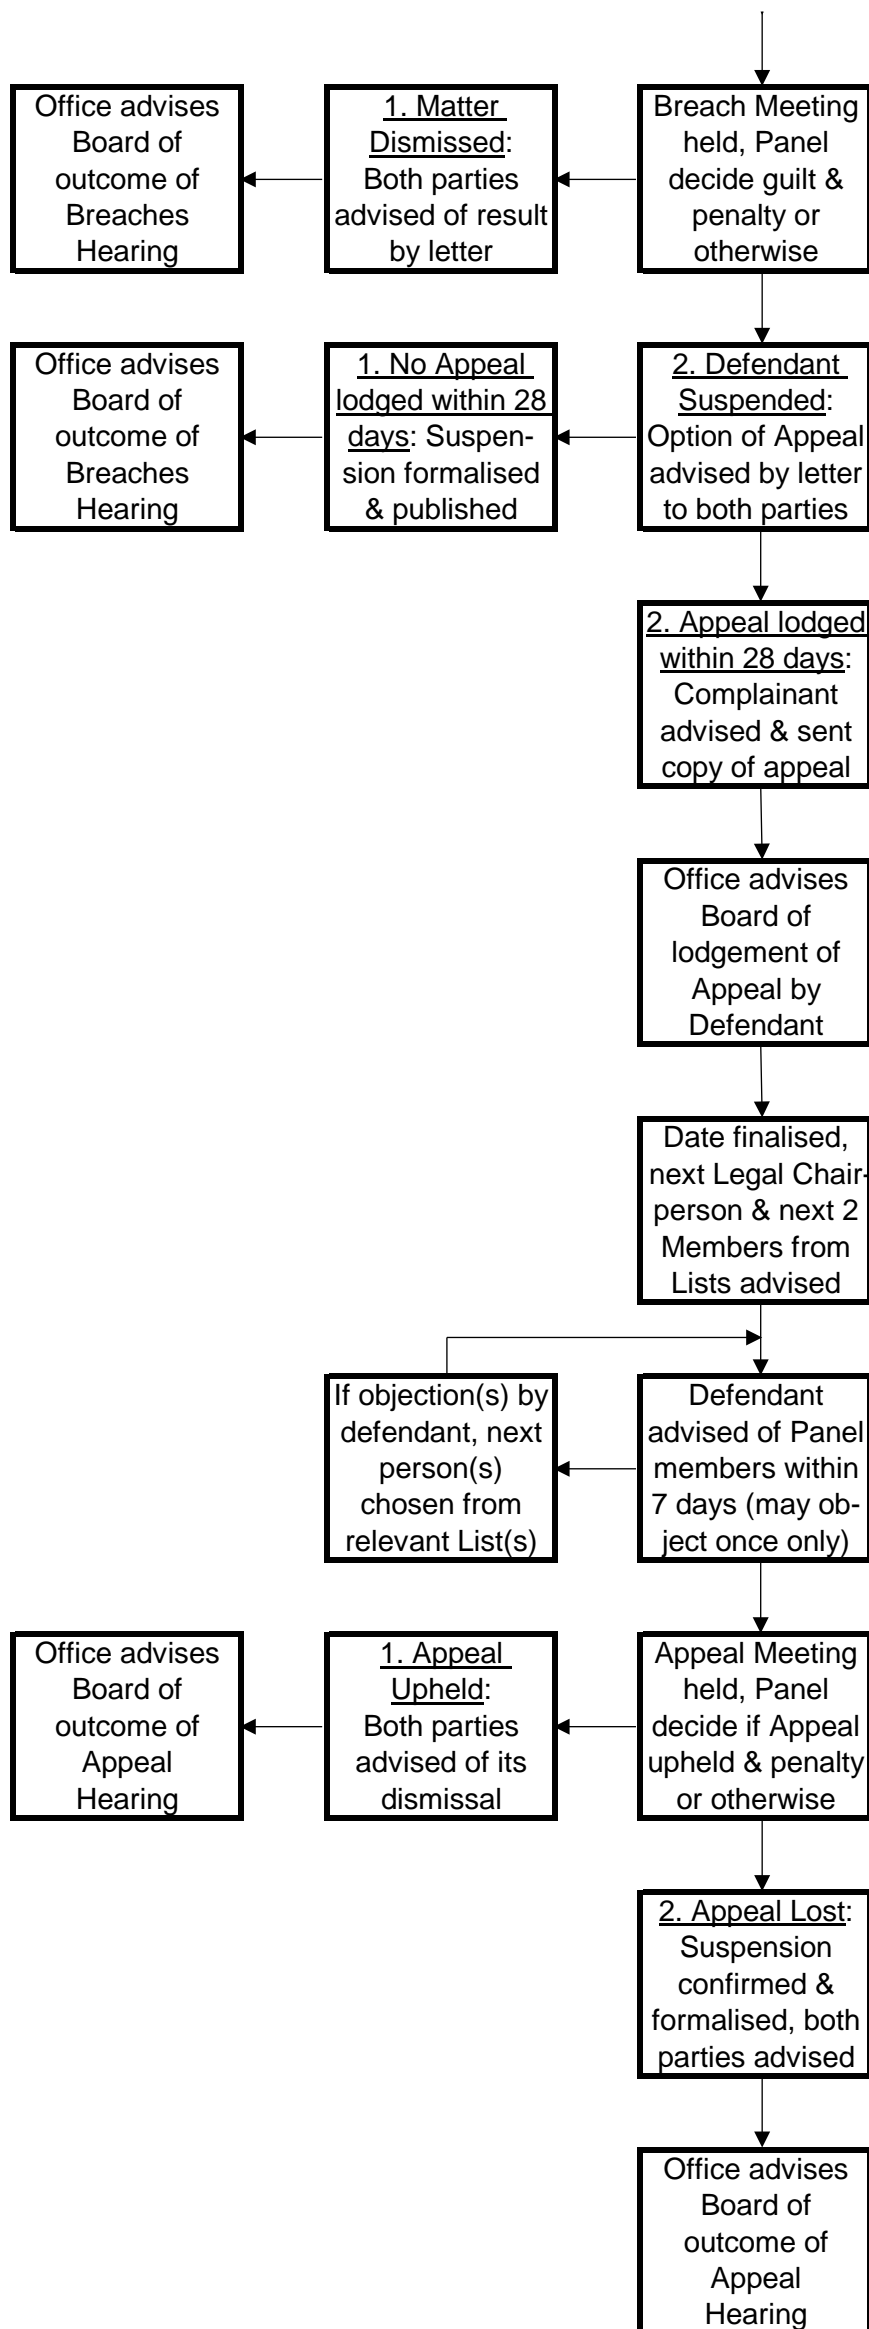 Office advises
Board of
outcome of
Breaches
Hearing
1. Matter
Dismissed:
Both parties
advised of result
by letter
Breach Meeting
held, Panel
decide guilt &
penalty or
otherwise
Office advises
Board of
outcome of
Breaches
Hearing
1. No Appeal
lodged within 28
days: Suspen-
sion formalised
& published
2. Defendant
Suspended:
Option of Appeal
advised by letter
to both parties
2. Appeal lodged
within 28 days:
Complainant
advised & sent
copy of appeal
Office advises
Board of
lodgement of
Appeal by
Defendant
Date finalised,
next Legal Chair-
person & next 2
Members from
Lists advised
If objection(s) by
defendant, next
person(s)
chosen from
relevant List(s)
Defendant
advised of Panel
members within
7 days (may ob-
ject once only)
Office advises
Board of
outcome of
Appeal
Hearing
1. Appeal
Upheld:
Both parties
advised of its
dismissal
Appeal Meeting
held, Panel
decide if Appeal
upheld & penalty
or otherwise
2. Appeal Lost:
Suspension
confirmed &
formalised, both
parties advised
Office advises
Board of
outcome of
Appeal
Hearing